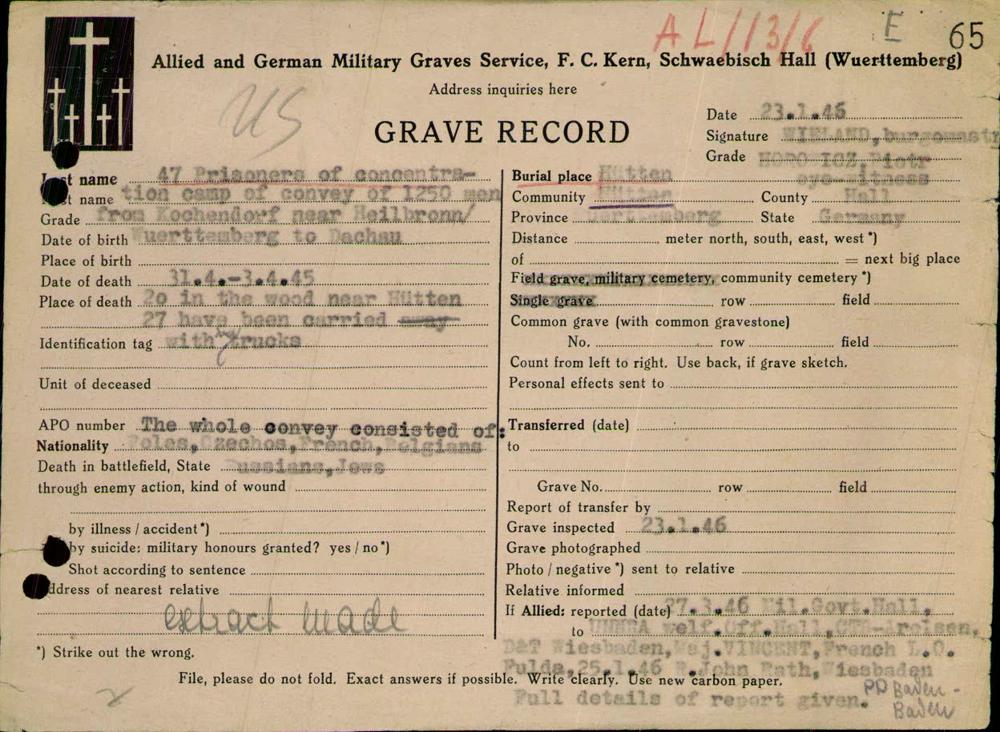 AL/13/6 E 65
Allied and German Military Graves Service, F. C. Kern, Schwaebisch Hall (Wuerttemberg)
Address inquiries here
US
GRAVE RECORD
Date 23.1.46
Signature WIELAND, burgomastr
Grade Piotr
eye-witness
Last name 47 Prisoners of concentra-
name tion camp of convey of 1250 men
Grade from Kochendorf near Heilbronn/
Date of birth Wuerttemberg to Dachau
Place of birth
Date of death 31.4.-3.4.45
Place of death 20 in the wood near Hütten
27 have been carried away
Identification tag with by trucks
Unit of deceased
APO number The whole convey consisted of:
Nationality Poles, Czechos, French, Belgians
Death in battlefield, State Russians, Jews
through enemy action, kind of wound
by illness / accident *)
by suicide: military honours granted? yes / no *)
Shot according to sentence
Address of nearest relative
extract made
*) Strike out the wrong.
Burial place Hütten
Community Hütten County Hall
Province Wuerttemberg State Germany
Distance meter north, south, east, west *)
of = next big place
Field grave, military cemetery, community cemetery *)
Single grave row field
Common grave (with common gravestone)
No. row field
Count from left to right. Use back, if grave sketch.
Personal effects sent to
Transferred (date)
to
Grave No. row field
Report of transfer by
Grave inspected 23.1.46
Grave photographed
Photo / negative *) sent to relative
Relative informed
If Allied: reported (date) 27.3.46 Mil.Govt.Hall,
to UNRRA welf.Off.Hall, Arolsen,
D&T Wiesbaden, Maj.VINCENT, French L.O.
Fulda, 25.1.46 John Rath, Wiesbaden
File, please do not fold. Exact answers if possible. Write clearly. Use new carbon paper.
Full details of report given.
PP Baden-
Baden